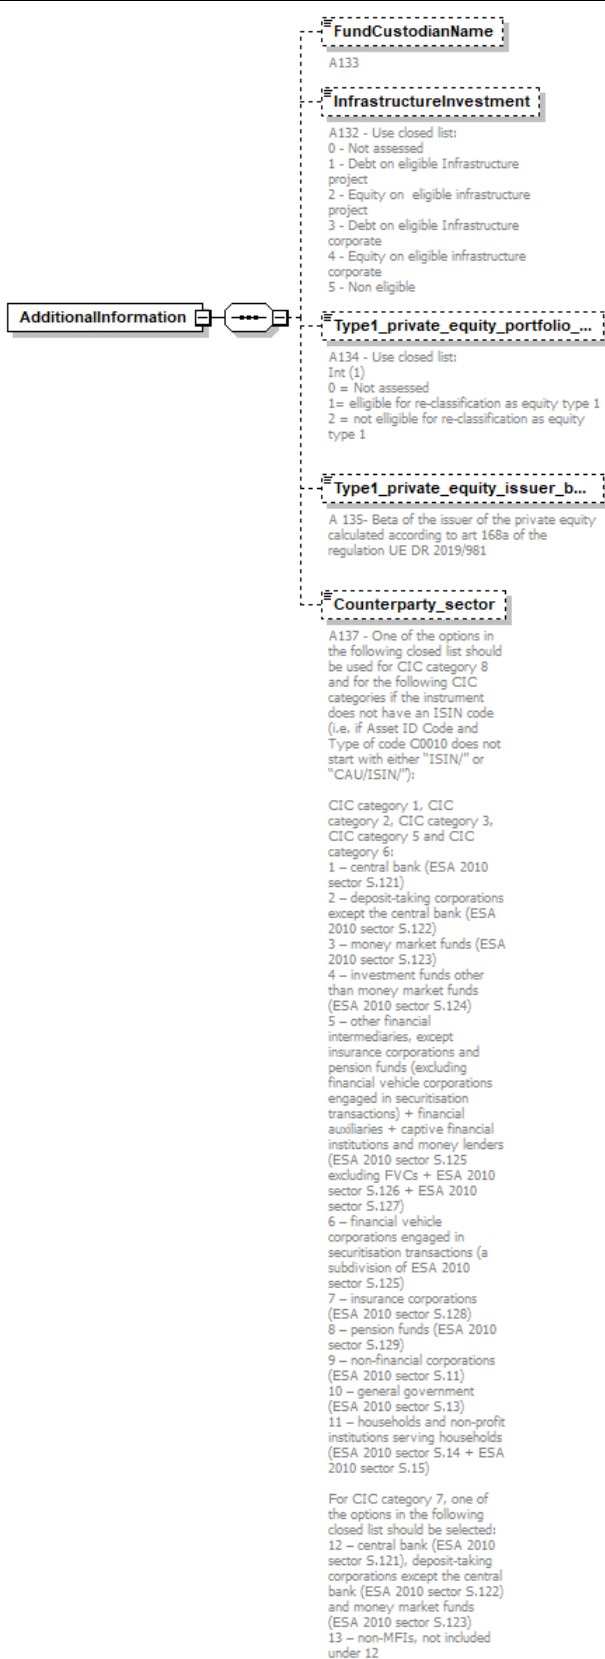 FundCustodianName
A133
InfrastructureInvestment
A132 - Use closed list:
0 - Not assessed
1 - Debt on eligible Infrastructure
project
2 - Equity on  eligible infrastructure
project
3 - Debt on eligible Infrastructure
corporate
4 - Equity on eligible infrastructure
corporate
5 - Non eligible
AdditionalInformation
Type1_private_equity_portfolio_...
A134 - Use closed list:
Int (1)
0 = Not assessed
1= elligible for re-classification as equity type 1
2 = not elligible for re-classification as equity
type 1
Type1_private_equity_issuer_b...
A 135- Beta of the issuer of the private equity
calculated according to art 168a of the
regulation UE DR 2019/981
Counterparty_sector
A137 - One of the options in
the following closed list should
be used for CIC category 8
and for the following CIC
categories if the instrument
does not have an ISIN code
(i.e. if Asset ID Code and
Type of code C0010 does not
start with either "ISIN/" or
"CAU/ISIN/"):
CIC category 1, CIC
category 2, CIC category 3,
CIC category 5 and CIC
category 6:
1 – central bank (ESA 2010
sector S.121)
2 – deposit-taking corporations
except the central bank (ESA
2010 sector S.122)
3 – money market funds (ESA
2010 sector S.123)
4 – investment funds other
than money market funds
(ESA 2010 sector S.124)
5 – other financial
intermediaries, except
insurance corporations and
pension funds (excluding
financial vehicle corporations
engaged in securitisation
transactions) + financial
auxiliaries + captive financial
institutions and money lenders
(ESA 2010 sector S.125
excluding FVCs + ESA 2010
sector S.126 + ESA 2010
sector S.127)
6 – financial vehicle
corporations engaged in
securitisation transactions (a
subdivision of ESA 2010
sector S.125)
7 – insurance corporations
(ESA 2010 sector S.128)
8 – pension funds (ESA 2010
sector S.129)
9 – non-financial corporations
(ESA 2010 sector S.11)
10 – general government
(ESA 2010 sector S.13)
11 – households and non-profit
institutions serving households
(ESA 2010 sector S.14 + ESA
2010 sector S.15)
For CIC category 7, one of
the options in the following
closed list should be selected:
12 – central bank (ESA 2010
sector S.121), deposit-taking
corporations except the central
bank (ESA 2010 sector S.122)
and money market funds
(ESA 2010 sector S.123)
13 – non-MFIs, not included
under 12